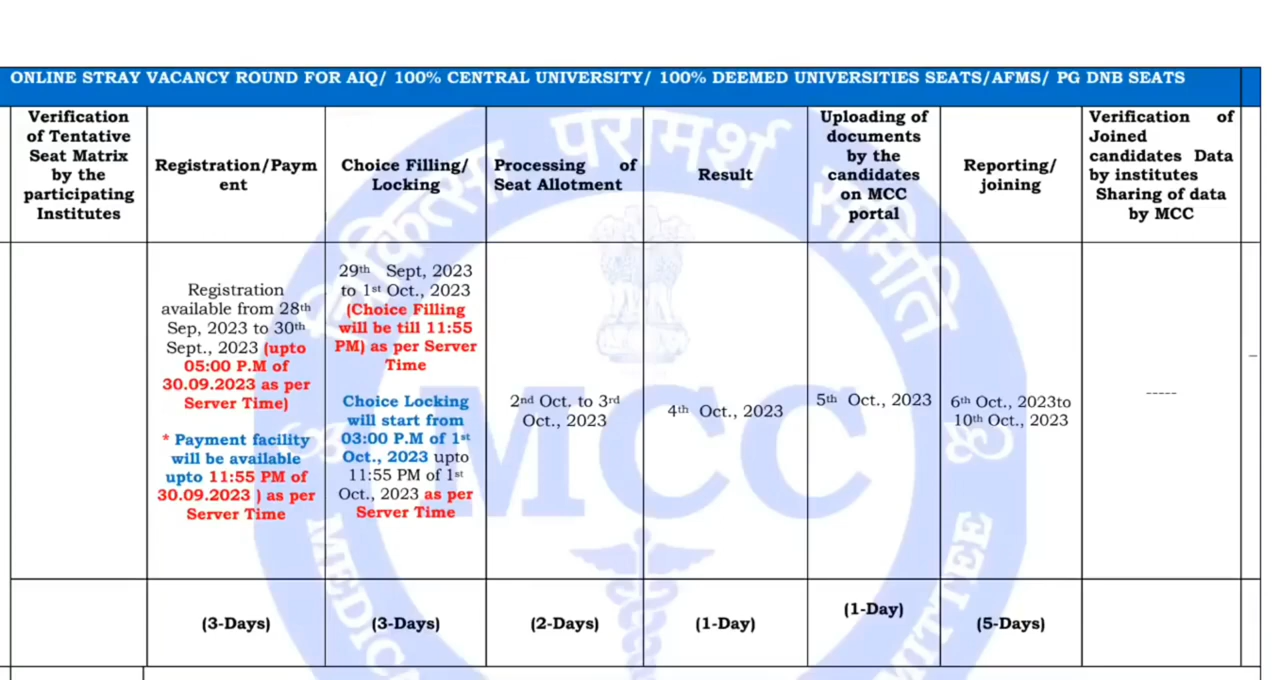 ONLINE STRAY VACANCY ROUND FOR AIQ/ 100% CENTRAL UNIVERSITY/ 100% DEEMED UNIVERSITIES SEATS/AFMS/ PG DNB SEATS
Verification
of Tentative
Seat Matrix
by the
participating
Institutes
Registration/Paym
ent
Choice Filling/
Locking
Processing of
Seat Allotment
Result
Uploading of
documents
by the
candidates
on MCC
portal
Reporting/
joining
Verification of
Joined
candidates Data
by institutes
Sharing of data
by MCC
Registration
available from 28th
Sep, 2023 to 30th
Sept., 2023 (upto
05:00 P.M of
30.09.2023 as per
Server Time)
* Payment facility
will be available
upto 11:55 PM of
30.09.2023 ) as per
Server Time
29th Sept, 2023
to 1st Oct., 2023
(Choice Filling
will be till 11:55
PM) as per Server
Time
Choice Locking
will start from
03:00 P.M of 1st
Oct., 2023 upto
11:55 PM of 1st
Oct., 2023 as per
Server Time
2nd Oct. to 3rd
Oct., 2023
4th Oct., 2023
5th Oct., 2023
6th Oct., 2023to
10th Oct., 2023
-----
(3-Days)
(3-Days)
(2-Days)
(1-Day)
(1-Day)
(5-Days)
चिकित्सा परामर्श समिति
MCC